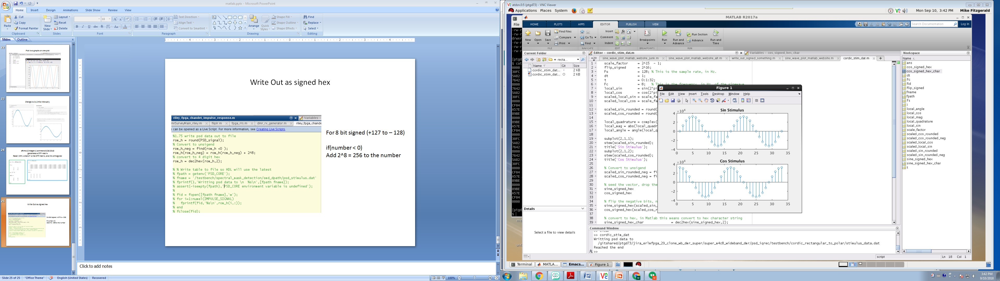 matlab.pptx - Microsoft PowerPoint
Home Insert Design Animations Slide Show Review View
Paste
Cut
Copy
Format Painter
Clipboard
New Slide
Layout
Reset
Delete
Slides
18
Font
Text Direction
Align Text
Convert to SmartArt
Paragraph
Arrange
Quick Styles
Shape Fill
Shape Outline
Shape Effects
Drawing
Find
Replace
Select
Editing
Slides Outline
22
Plot two graphs on one plot
23
Change Axis Limits Manually
24
generates a DTF matrix
25
Write Out as signed hex
Write Out as signed hex
riley_fpga_chandet_impulse_response.m
Variables -
mrSurveyMain_riley.m fliplr.m fpga_rrs.m dmr_rx_generator.m riley_fpga_chande
can be opened as a Live Script. For more information, see Creating Live Scripts.
%1.75 write psd data out to file
rom_h = round(PSD_signal);
% Convert to unsigend
rom_h_neg = find(rom_h <0 );
rom_h(rom_h_neg) = rom_h(rom_h_neg) + 2^8;
% convert to 4 digit hex
rom_h = dec2hex(rom_h,2);
% % Write table to file so HDL will use the latest
% fpath = getenv('PSD_CORE');
% fname = '/testbench/spectral_mask_detection/smd_dpath/psd_stimulus.dat'
% fprintf(1,'Writting psd data to \n  %s\n',[fpath fname]);
% assert(~isempty(fpath),'PSD_CORE environment variable is undefined');
%
% fid = fopen([fpath fname],'w');
% for i=1:numel(IMPULSE_SIGNAL)
%   fprintf(fid,'%s\n',rom_h(i,:));
% end
% fclose(fid);
For 8 bit signed (+127 to – 128)
if(number < 0)
Add 2^8 = 256 to the number
Click to add notes
Slide 25 of 25 "Office Theme" English (United States) Recovered 100%
atdsrv3:5 (ptgd73) - VNC Viewer
Applications Places System
Mon Sep 10, 3:42 PM Mike Fitzgerald
MATLAB R2017a
File
HOME PLOTS APPS EDITOR PUBLISH VIEW
Search Documentation
Log In
New Open Save
Find Files
Compare
Print
FILE
Go To
Find
NAVIGATE
Insert
Comment
Indent
EDIT
Breakpoints
BREAKPOINTS
Run
Run and Advance
Run Section
Advance
Run and Time
RUN
-rw-r
-rw-r
drwxr
-rw-r
-rw-r
-rw-r
[ptgd
$ cat
0000
30FC
5A82
7642
8000
7642
5A82
30FC
0000
CF04
A57E
89BE
8000
89BE
A57E
CF04
0000
30FC
5A82
7642
8000
7642
5A82
30FC
0000
CF04
A57E
89BE
8000
89BE
A57E
CF04
0000
[ptgd
$
Current Folder
recta...
Name Git Size
cordic_stim_dat... 2 KB
cordic_stim_dat... 2 KB
Details
Select a file to view details
Editor - cordic_stim_dat.m
Variables - cos_signed_hex_char
+20 sine_wave_plot_matlab_website_junk.m sine_wave_plot_matlab_website_alt.m write_out_signed_something.m sine_wave_plot_matlab_website.m cordic_stim_dat.m
1 scale_factor = 2^15 - 1;
2 flip_signed = 2^16;
3 Fs = 128; % This is the sample rate, in Hz.
4 dt = 1;
5 t = 0:1:32;
6 Fc = 8; % This is the frequency, in Hz, of the sinewave
7 local_sin = sin(2*pi
8 local_cos = cos(2*pi
9 scaled_local_sin = scale_fa
10 scaled_local_cos = scale_fa
11
12 scaled_sin_rounded = round(
13 scaled_cos_rounded = round(
14
15 local_quadrature = complex(
16 local_mag = abs(local_quadr
17 local_angle = angle(local_q
18
19 subplot(2,1,1);
20 stem(scaled_sin_rounded);
21 title('Sin Stimulus');
22 subplot(2,1,2);
23 stem(scaled_cos_rounded);
24 title('Cos Stimulus');
25
26 % Convert to unsigend
27 scaled_sin_rounded_neg = fi
28 scaled_cos_rounded_neg = fi
29
30 % seed the vector, drop the
31 sine_signed_hex
32 cos_signed_hex
33
34 % flip the negative bits, n
35 sine_signed_hex(scaled_sin_
36 cos_signed_hex(scaled_cos_r
37
38 % convert to hex, in Matlab this means convert to hex character string
39 sine_signed_hex_char = dec2hex(sine_signed_hex,2);
Figure 1
File Edit View Insert Tools Desktop Window Help
×10^4
Sin Stimulus
4
2
0
-2
-4
0 5 10 15 20 25 30 35
×10^4
Cos Stimulus
4
2
0
-2
-4
0 5 10 15 20 25 30 35
Command Window
>> clear
>> cordic_stim_dat
Writting psd data to
/gitshared/ptgd73/jira_erlmfpga_29_clone_wb_dmr_super/super_m4c8_wideband_dmr/psd_iqrec/testbench/cordic_rectangular_to_polar/stimulus_data.dat
Reached the end
fx >>
Workspace
Name
ans
cos_signed_hex
cos_signed_hex_char
dt
Fc
fid
flip_signed
fname
fpath
Fs
i
local_angle
local_cos
local_mag
local_quadrature
local_sin
scale_factor
scaled_cos_rounded
scaled_cos_rounded_neg
scaled_local_cos
scaled_local_sin
scaled_sin_rounded
scaled_sin_rounded_neg
sine_signed_hex
sine_signed_hex_char
t
script Ln 18 Col 1
Terminal MATLA... Emacs... Figure 1
3:42 PM
9/10/2018